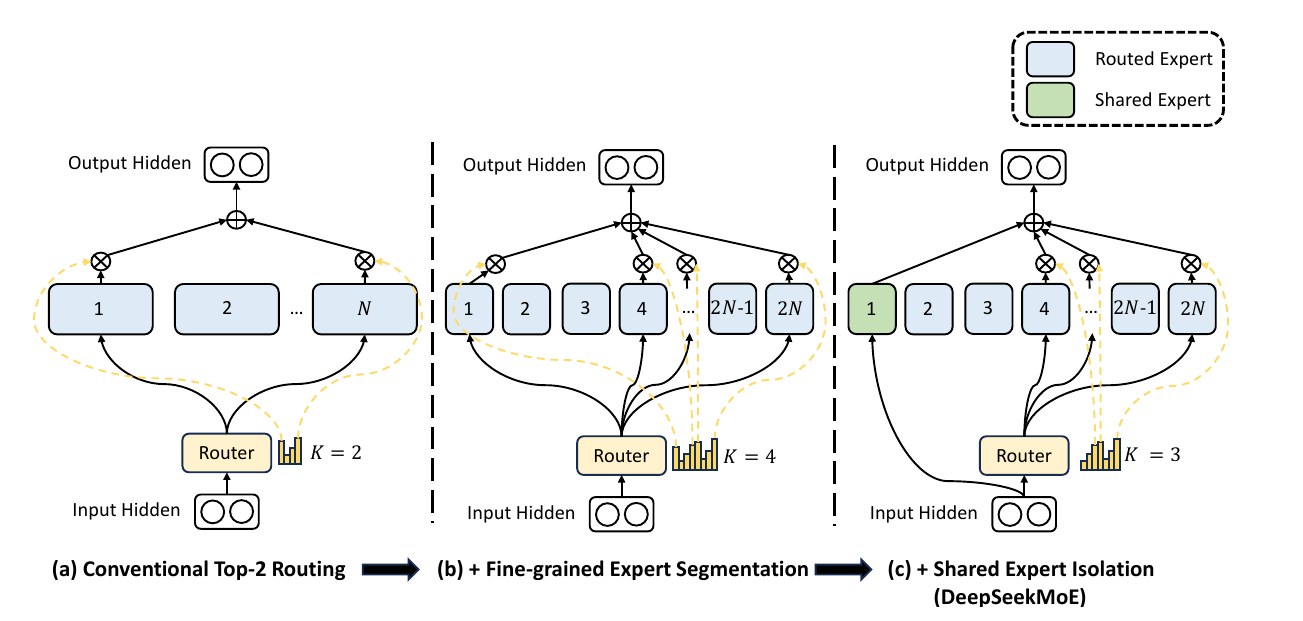 Routed Expert
Shared Expert
Output Hidden
1
2
...
N
Router
K = 2
Input Hidden
(a) Conventional Top-2 Routing
Output Hidden
1
2
3
4
...
2N-1
2N
Router
K = 4
Input Hidden
(b) + Fine-grained Expert Segmentation
Output Hidden
1
2
3
4
...
2N-1
2N
Router
K = 3
Input Hidden
(c) + Shared Expert Isolation
(DeepSeekMoE)